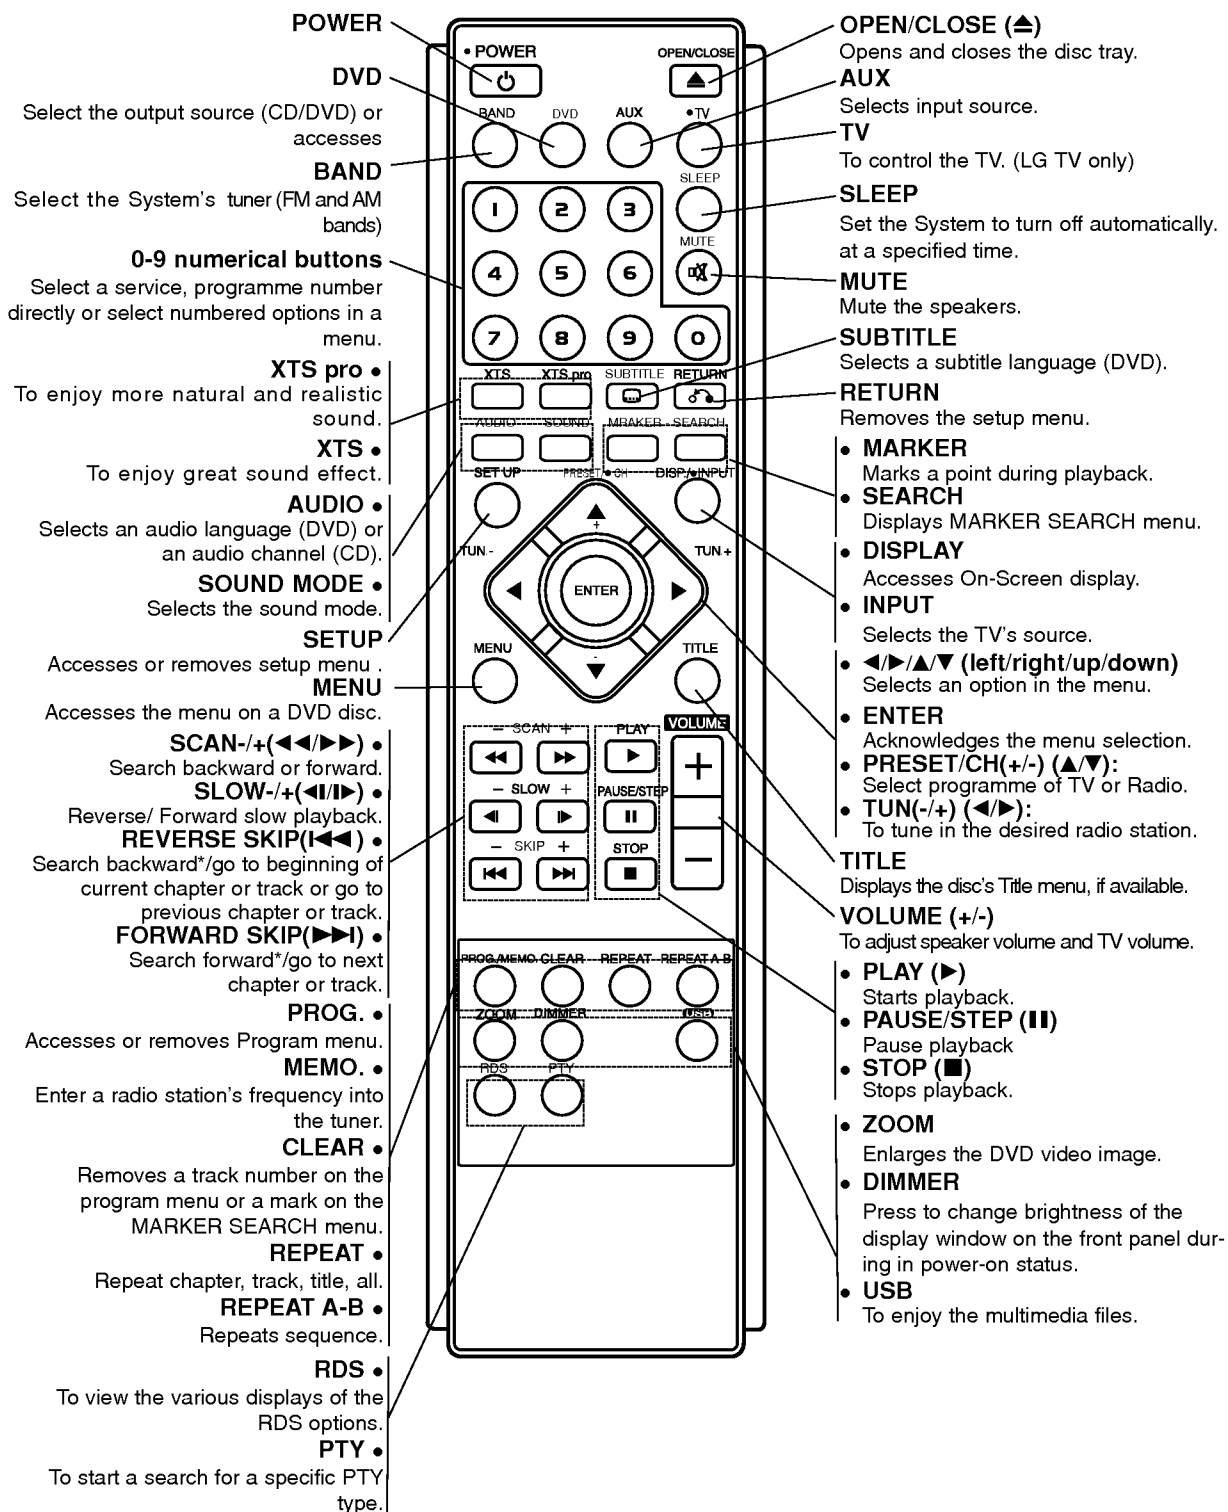 POWER
DVD
Select the output source (CD/DVD) or
accesses
BAND
Select the System's tuner (FM and AM
bands)
0-9 numerical buttons
Select a service, programme number
directly or select numbered options in a
menu.
XTS pro •
To enjoy more natural and realistic
sound.
XTS •
To enjoy great sound effect.
AUDIO •
Selects an audio language (DVD) or
an audio channel (CD).
SOUND MODE •
Selects the sound mode.
SETUP
Accesses or removes setup menu .
MENU
Accesses the menu on a DVD disc.
SCAN-/+(◀◀/▶▶) •
Search backward or forward.
SLOW-/+(◀I/I▶) •
Reverse/ Forward slow playback.
REVERSE SKIP(I◀◀ ) •
Search backward*/go to beginning of
current chapter or track or go to
previous chapter or track.
FORWARD SKIP(▶▶I) •
Search forward*/go to next
chapter or track.
PROG. •
Accesses or removes Program menu.
MEMO. •
Enter a radio station's frequency into
the tuner.
CLEAR •
Removes a track number on the
program menu or a mark on the
MARKER SEARCH menu.
REPEAT •
Repeat chapter, track, title, all.
REPEAT A-B •
Repeats sequence.
RDS •
To view the various displays of the
RDS options.
PTY •
To start a search for a specific PTY
type.
• POWER OPEN/CLOSE
BAND DVD AUX • TV
SLEEP
1 2 3
MUTE
4 5 6
7 8 9 0
XTS XTS pro SUBTITLE RETURN
AUDIO SOUND MRAKER SEARCH
SET UP PRESET/ • CH DISP./•INPUT
+
TUN - TUN +
ENTER
-
MENU TITLE
- SCAN + PLAY VOLUME
+
- SLOW + PAUSE/STEP
- SKIP + STOP
-
PROG./MEMO. CLEAR REPEAT REPEAT A-B
ZOOM DIMMER USB
RDS PTY
OPEN/CLOSE (⏏)
Opens and closes the disc tray.
AUX
Selects input source.
TV
To control the TV. (LG TV only)
SLEEP
Set the System to turn off automatically.
at a specified time.
MUTE
Mute the speakers.
SUBTITLE
Selects a subtitle language (DVD).
RETURN
Removes the setup menu.
• MARKER
Marks a point during playback.
• SEARCH
Displays MARKER SEARCH menu.
• DISPLAY
Accesses On-Screen display.
• INPUT
Selects the TV's source.
• ◀/▶/▲/▼ (left/right/up/down)
Selects an option in the menu.
• ENTER
Acknowledges the menu selection.
• PRESET/CH(+/-) (▲/▼):
Select programme of TV or Radio.
• TUN(-/+) (◀/▶):
To tune in the desired radio station.
TITLE
Displays the disc's Title menu, if available.
VOLUME (+/-)
To adjust speaker volume and TV volume.
• PLAY (▶)
Starts playback.
• PAUSE/STEP (II)
Pause playback
• STOP (■)
Stops playback.
• ZOOM
Enlarges the DVD video image.
• DIMMER
Press to change brightness of the
display window on the front panel dur-
ing in power-on status.
• USB
To enjoy the multimedia files.